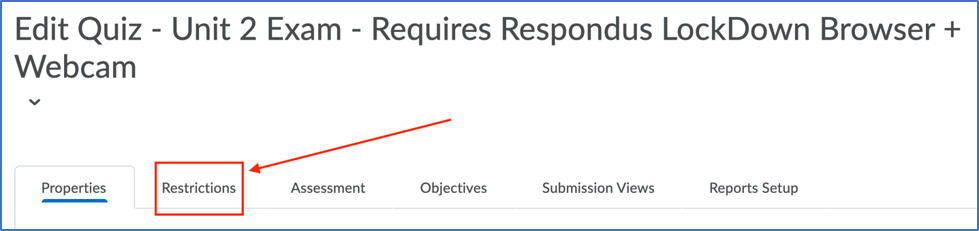 Edit Quiz - Unit 2 Exam - Requires Respondus LockDown Browser +
Webcam
Properties Restrictions Assessment Objectives Submission Views Reports Setup